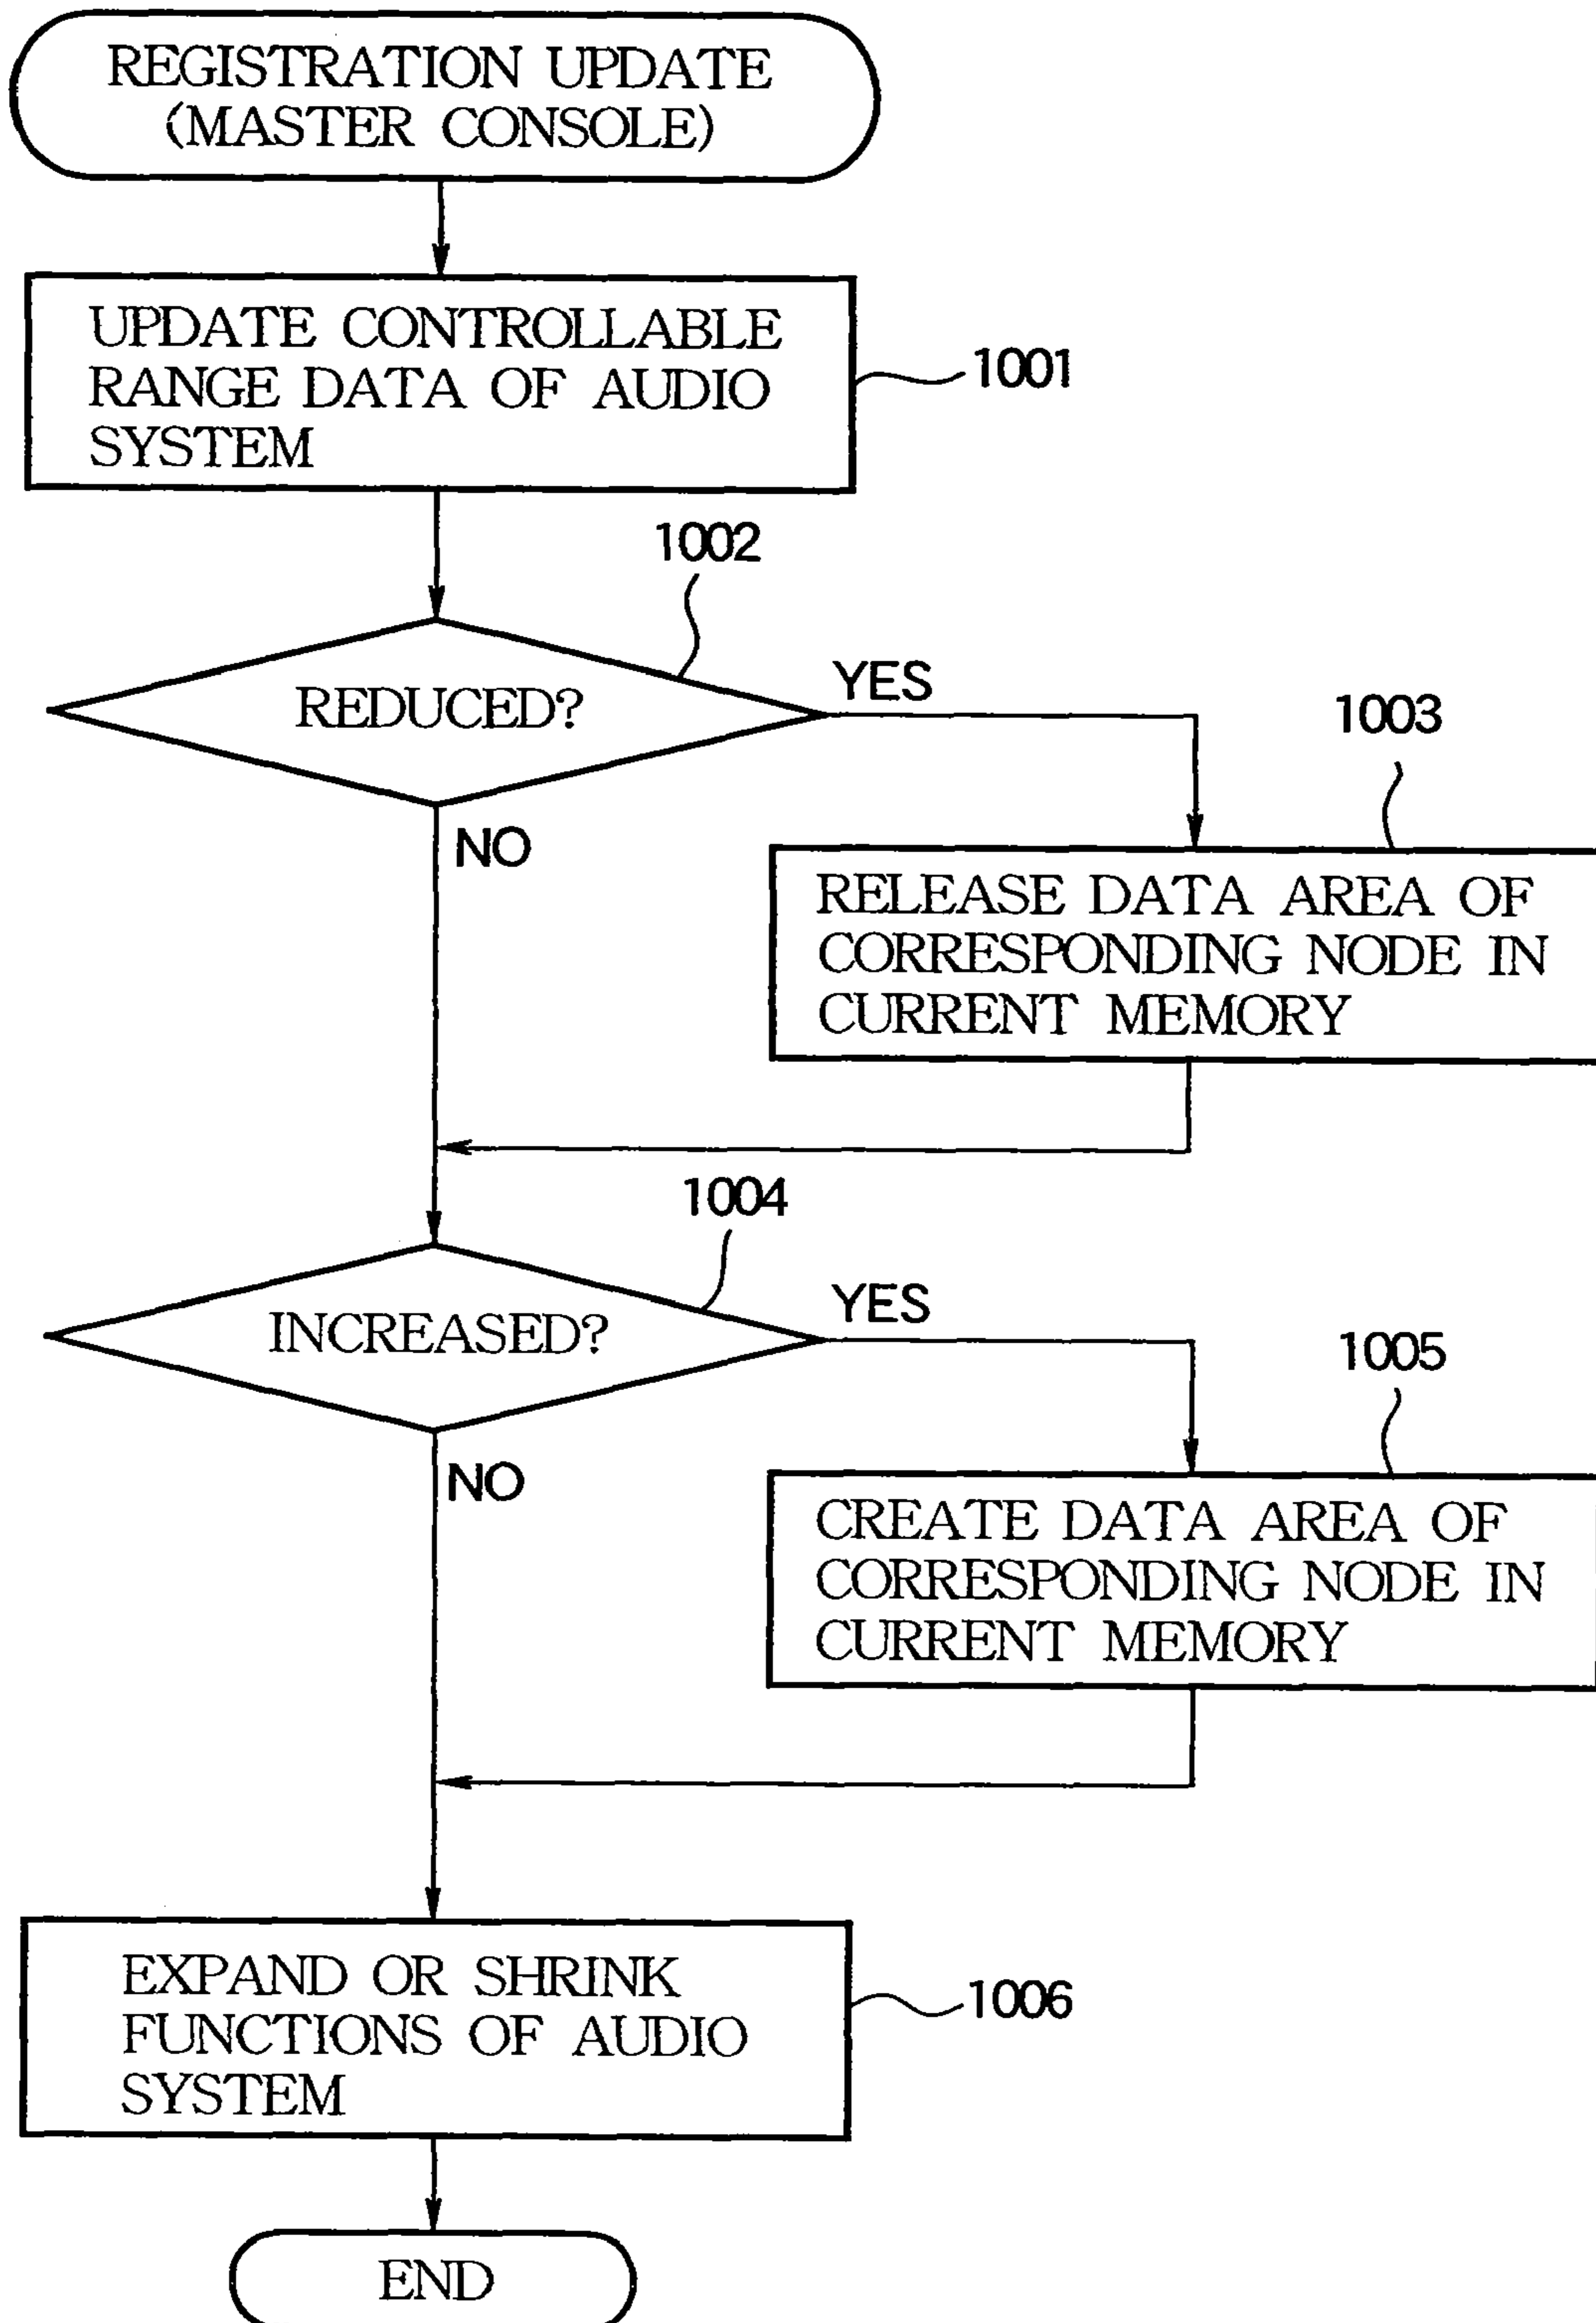 REGISTRATION UPDATE
(MASTER CONSOLE)
UPDATE CONTROLLABLE
RANGE DATA OF AUDIO
SYSTEM
1001
1002
REDUCED?
YES
NO
1003
RELEASE DATA AREA OF
CORRESPONDING NODE IN
CURRENT MEMORY
1004
INCREASED?
YES
NO
1005
CREATE DATA AREA OF
CORRESPONDING NODE IN
CURRENT MEMORY
EXPAND OR SHRINK
FUNCTIONS OF AUDIO
SYSTEM
1006
END